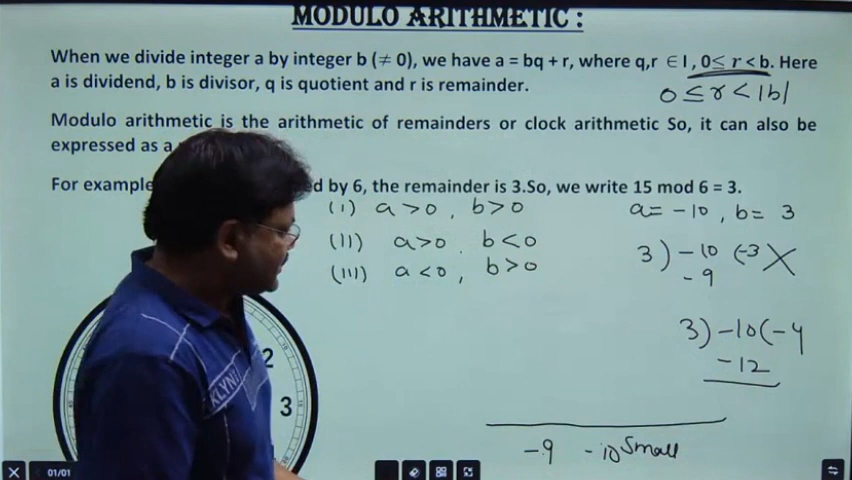 MODULO ARITHMETIC :
When we divide integer a by integer b (≠ 0), we have a = bq + r, where q,r ∈ I , 0≤ r < b. Here
a is dividend, b is divisor, q is quotient and r is remainder.
0 ≤ r < |b|
Modulo arithmetic is the arithmetic of remainders or clock arithmetic So, it can also be
expressed as a
For example d by 6, the remainder is 3.So, we write 15 mod 6 = 3.
(I) a > 0 , b > 0
a = -10 , b = 3
(II) a > 0 , b < 0
3 ) -10 (-3 X
- 9
(III) a < 0 , b > 0
3) -10 ( -4
-12
2
3
KLYNT
-9 -10 Small
01/01